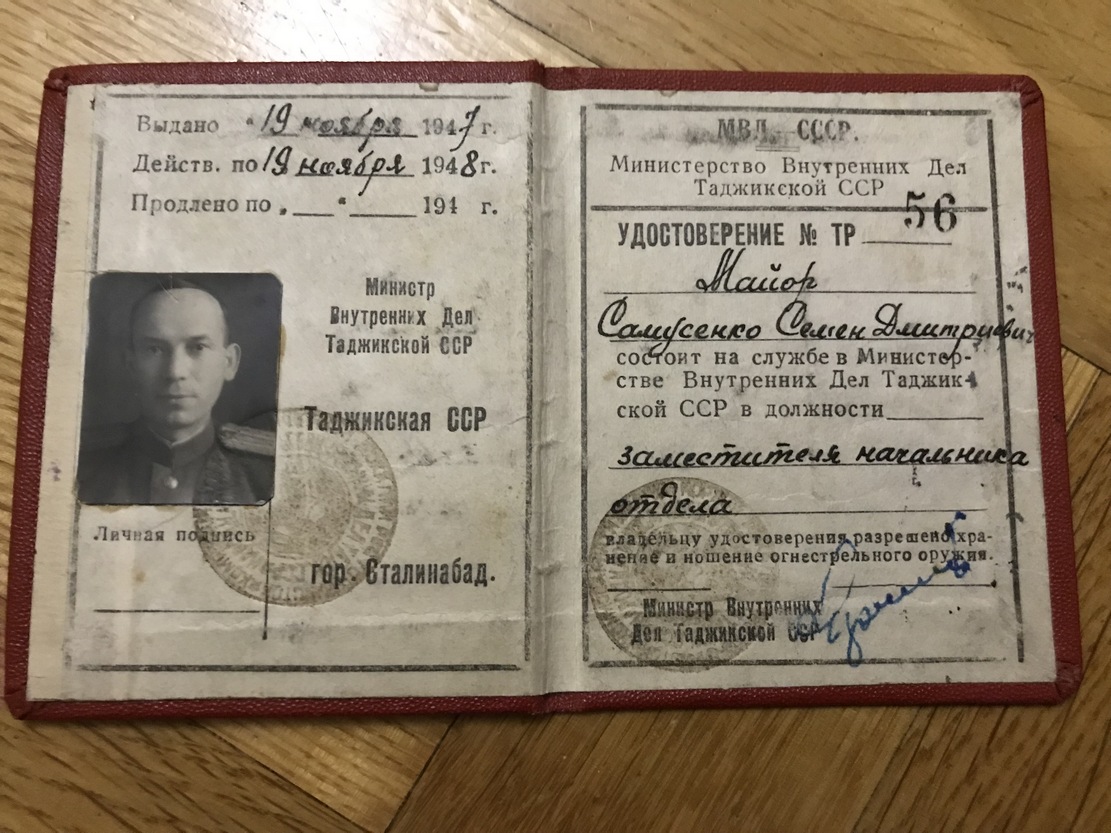 Выдано "19 ноября 1947 г.
Действ. по 19 ноября 1948 г.
Продлено по „ “ 194 г.
Министр
Внутренних Дел
Таджикской ССР
Таджикская ССР
Личная подпись
гор. Сталинабад.
МВД СССР.
Министерство Внутренних Дел
Таджикской ССР
УДОСТОВЕРЕНИЕ № ТР 56
Майор
Самусенко Семен Дмитриевич
состоит на службе в Министер-
стве Внутренних Дел Таджик-
ской ССР в должности
заместителя начальника
отдела
владельцу удостоверения разрешено хра-
нение и ношение огнестрельного оружия.
Министр Внутренних
Дел Таджикской ССР